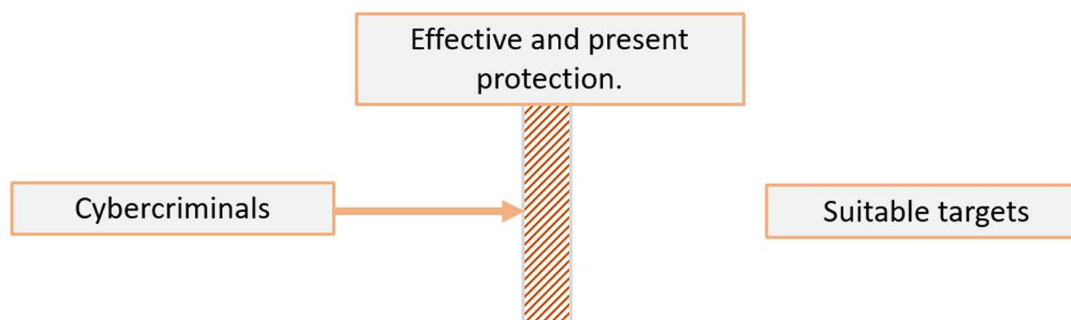 Effective and present
protection.
Cybercriminals
Suitable targets